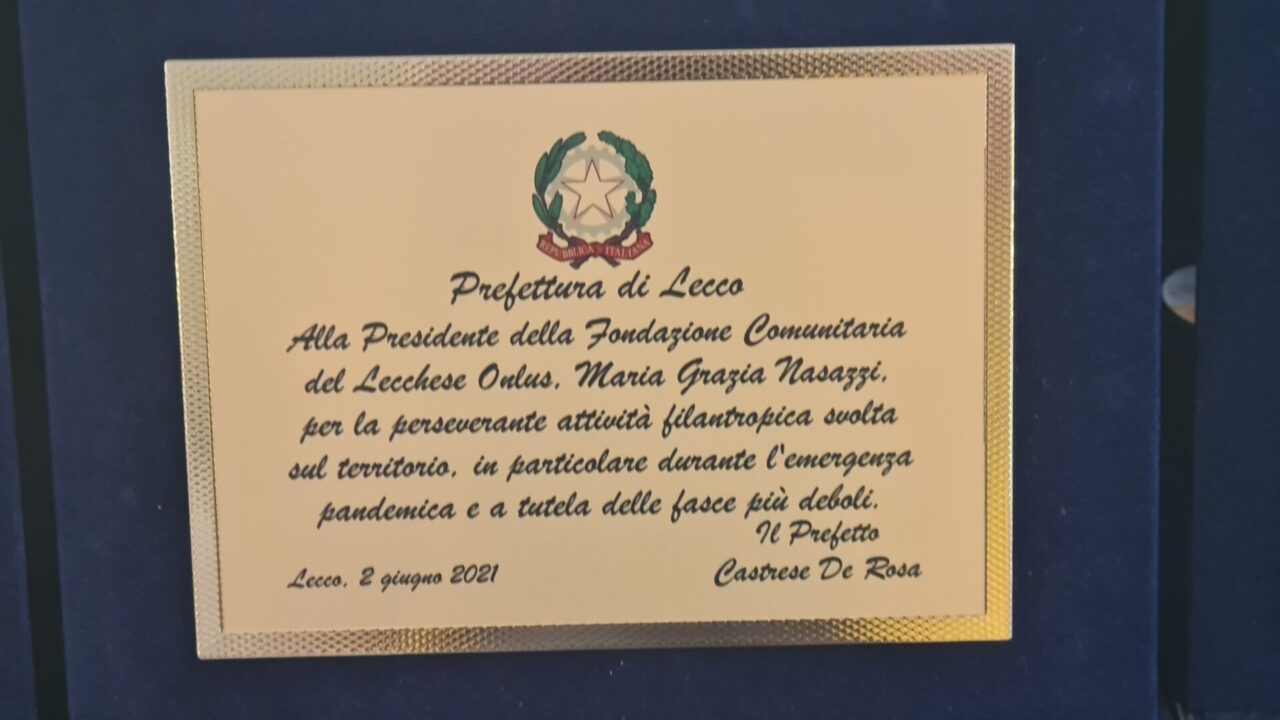 REPUBBLICA ITALIANA
Prefettura di Lecco
Alla Presidente della Fondazione Comunitaria
del Lecchese Onlus, Maria Grazia Nasazzi,
per la perseverante attività filantropica svolta
sul territorio, in particolare durante l'emergenza
pandemica e a tutela delle fasce più deboli.
Il Prefetto
Lecco, 2 giugno 2021
Castrese De Rosa